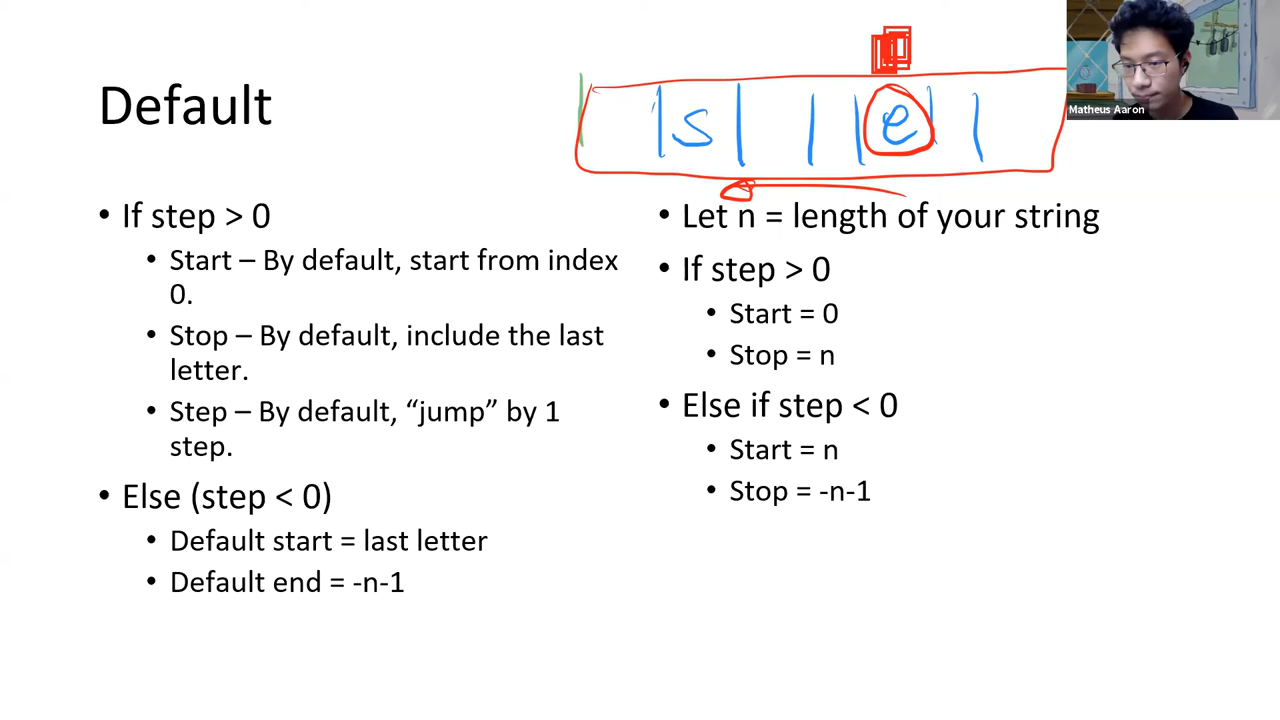 Default
s
e
Matheus Aaron
• If step > 0
• Start – By default, start from index
0.
• Stop – By default, include the last
letter.
• Step – By default, “jump” by 1
step.
• Else (step < 0)
• Default start = last letter
• Default end = -n-1
• Let n = length of your string
• If step > 0
• Start = 0
• Stop = n
• Else if step < 0
• Start = n
• Stop = -n-1